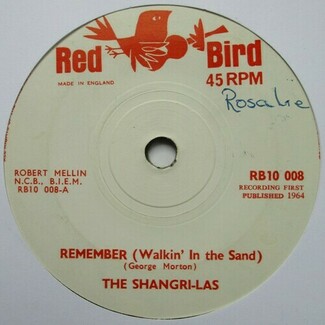 Red Bird
MADE IN ENGLAND
45 RPM
Rosalie
ROBERT MELLIN
N.C.B., B.I.E.M.
RB10 008-A
RB10 008
RECORDING FIRST
PUBLISHED 1964
REMEMBER (Walkin' In the Sand)
(George Morton)
THE SHANGRI-LAS